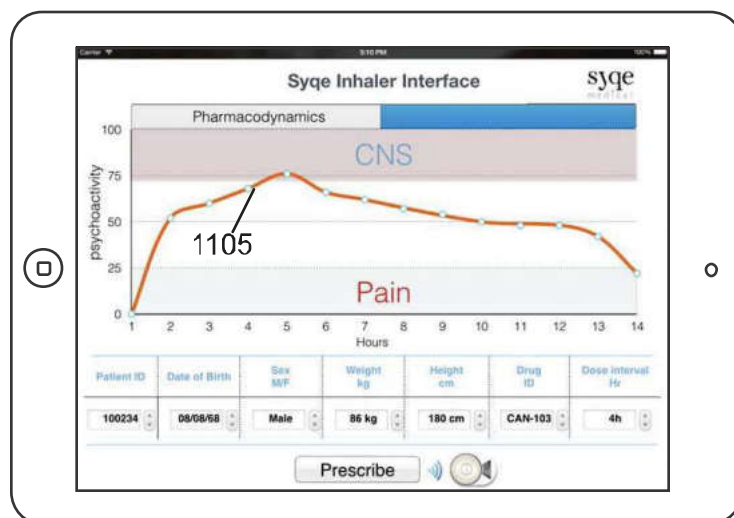 Carrier 3:10 PM 100%
Syqe Inhaler Interface
syqe
medical
Pharmacodynamics
100
CNS
75
psychoactivity
50
1105
25
Pain
0
1 2 3 4 5 6 7 8 9 10 11 12 13 14
Hours
Patient ID Date of Birth Sex M/F Weight kg Height cm Drug ID Dose interval Hr
100234 08/08/68 Male 86 kg 180 cm CAN-103 4h
Prescribe